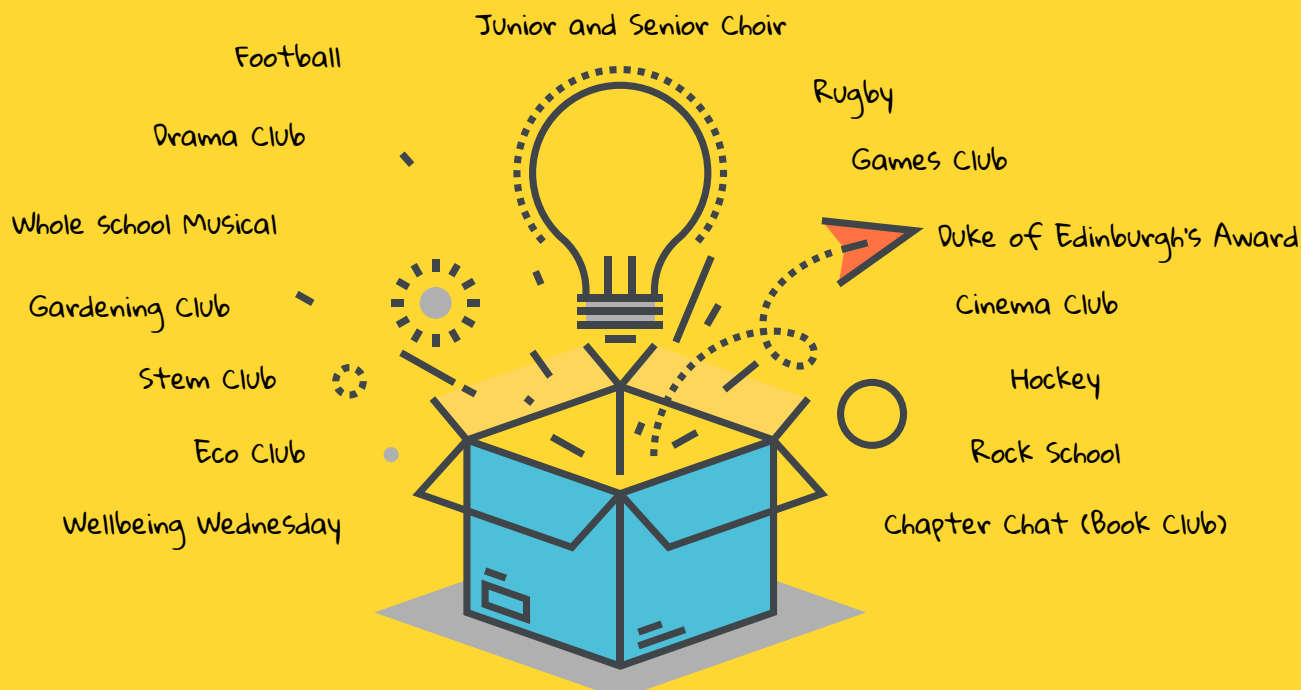 Junior and Senior Choir
Football
Drama Club
Whole School Musical
Gardening Club
Stem Club
Eco Club
Wellbeing Wednesday
Rugby
Games Club
Duke of Edinburgh's Award
Cinema Club
Hockey
Rock School
Chapter Chat (Book Club)